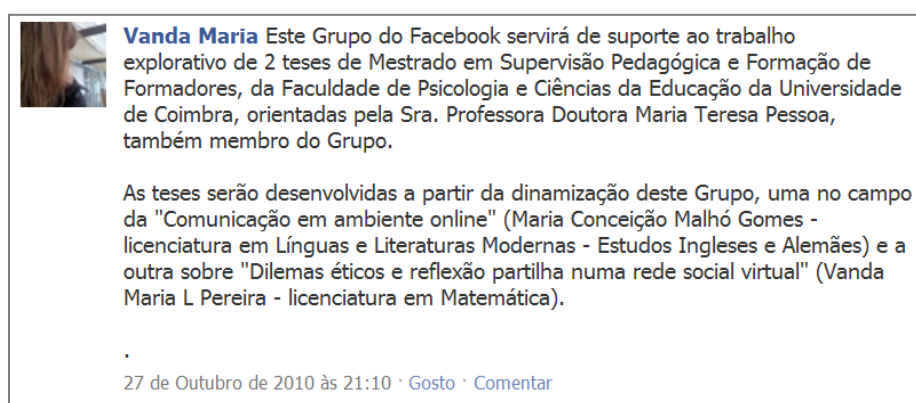 Vanda Maria Este Grupo do Facebook servirá de suporte ao trabalho
explorativo de 2 teses de Mestrado em Supervisão Pedagógica e Formação de
Formadores, da Faculdade de Psicologia e Ciências da Educação da Universidade
de Coimbra, orientadas pela Sra. Professora Doutora Maria Teresa Pessoa,
também membro do Grupo.
As teses serão desenvolvidas a partir da dinamização deste Grupo, uma no campo
da "Comunicação em ambiente online" (Maria Conceição Malhó Gomes -
licenciatura em Línguas e Literaturas Modernas - Estudos Ingleses e Alemães) e a
outra sobre "Dilemas éticos e reflexão partilha numa rede social virtual" (Vanda
Maria L Pereira - licenciatura em Matemática).
.
27 de Outubro de 2010 às 21:10 · Gosto · Comentar